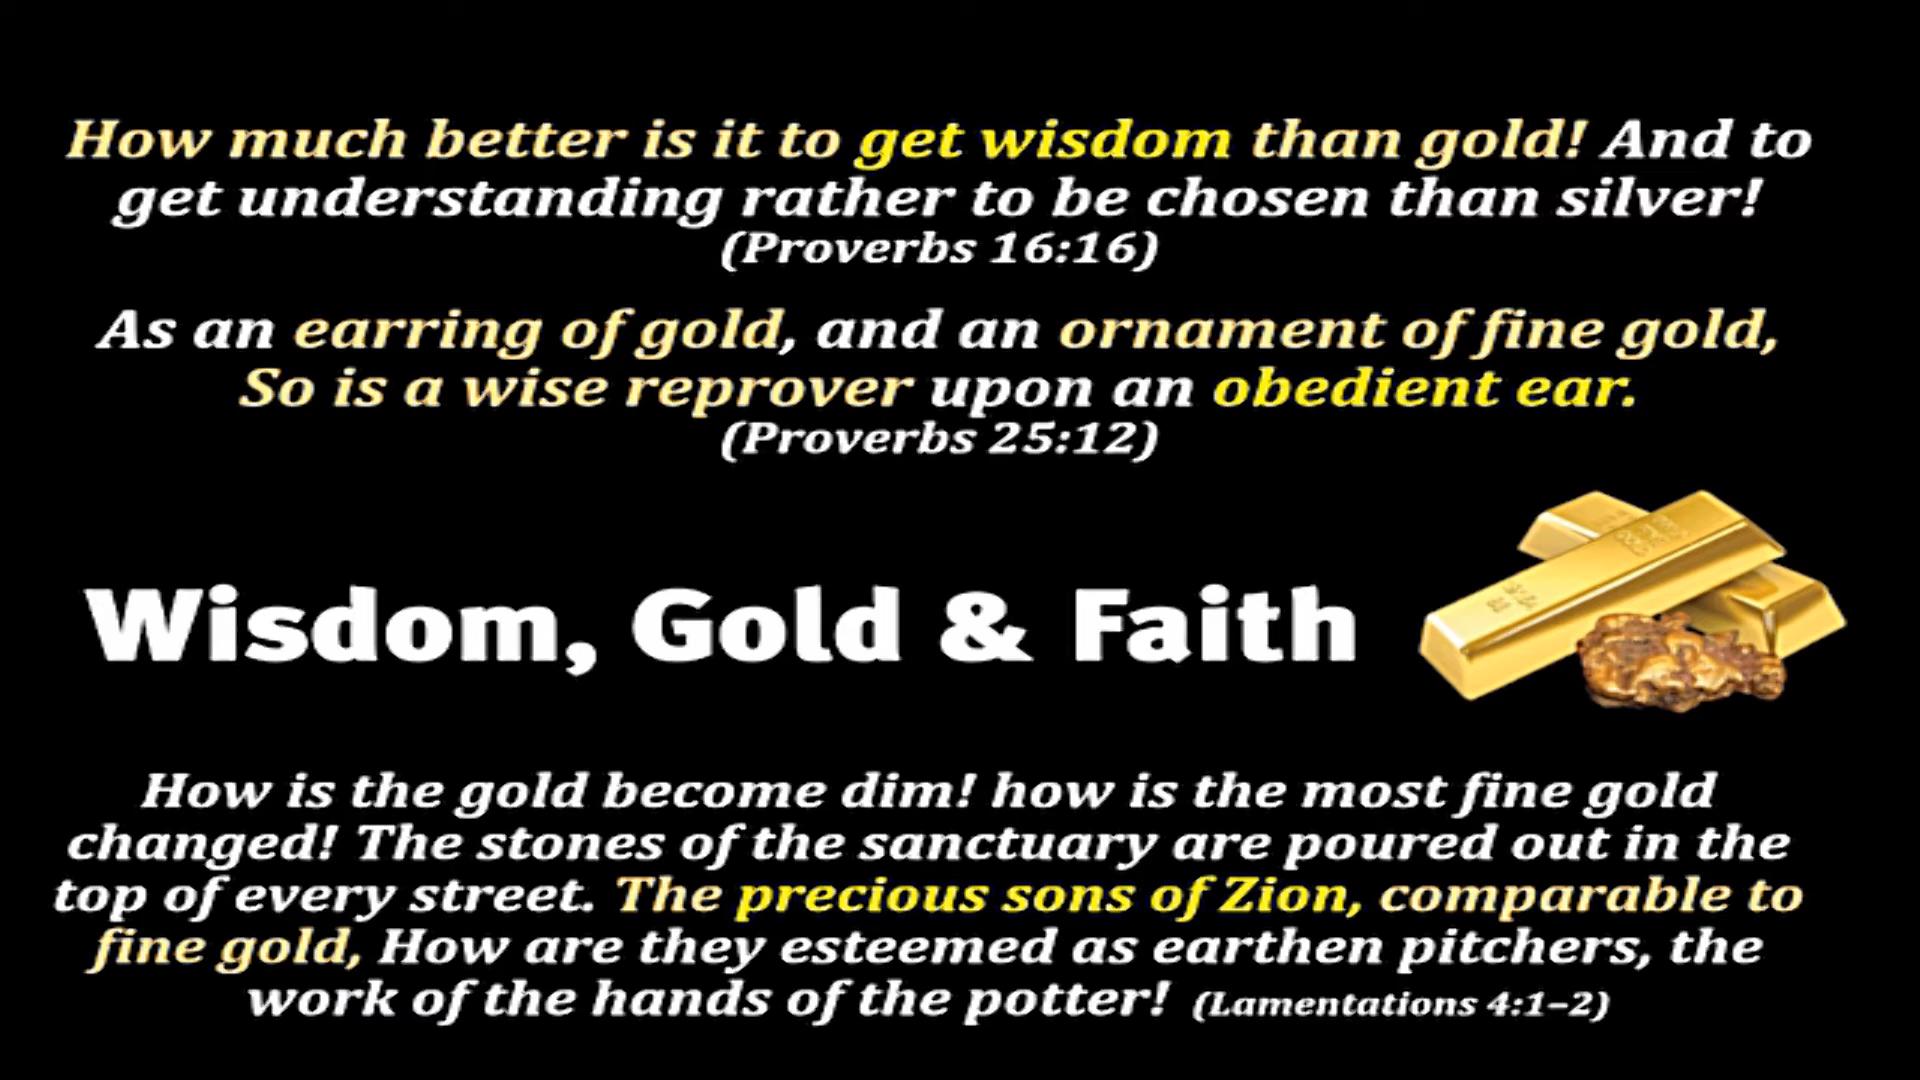 How much better is it to get wisdom than gold! And to
get understanding rather to be chosen than silver!
(Proverbs 16:16)
As an earring of gold, and an ornament of fine gold,
So is a wise reprover upon an obedient ear.
(Proverbs 25:12)
Wisdom, Gold & Faith
How is the gold become dim! how is the most fine gold
changed! The stones of the sanctuary are poured out in the
top of every street. The precious sons of Zion, comparable to
fine gold, How are they esteemed as earthen pitchers, the
work of the hands of the potter! (Lamentations 4:1–2)